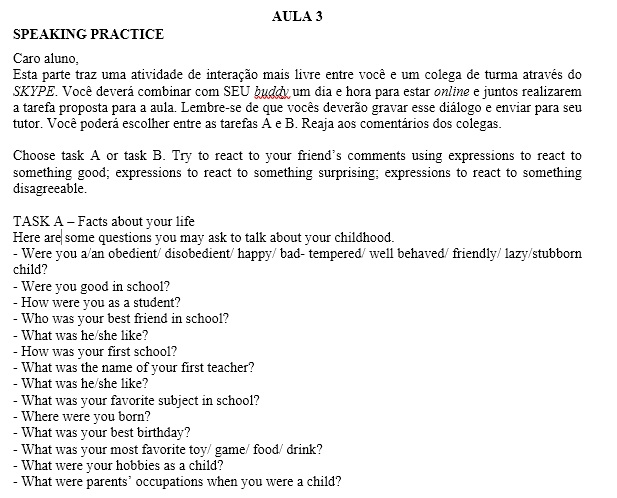 AULA 3
SPEAKING PRACTICE
Caro aluno,
Esta parte traz uma atividade de interação mais livre entre você e um colega de turma através do
SKYPE. Você deverá combinar com SEU buddy um dia e hora para estar online e juntos realizarem
a tarefa proposta para a aula. Lembre-se de que vocês deverão gravar esse diálogo e enviar para seu
tutor. Você poderá escolher entre as tarefas A e B. Reaja aos comentários dos colegas.
Choose task A or task B. Try to react to your friend's comments using expressions to react to
something good; expressions to react to something surprising; expressions to react to something
disagreeable.
TASK A – Facts about your life
Here are some questions you may ask to talk about your childhood.
- Were you a/an obedient/ disobedient/ happy/ bad- tempered/ well behaved/ friendly/ lazy/stubborn
child?
- Were you good in school?
- How were you as a student?
- Who was your best friend in school?
- What was he/she like?
- How was your first school?
- What was the name of your first teacher?
- What was he/she like?
- What was your favorite subject in school?
- Where were you born?
- What was your best birthday?
- What was your most favorite toy/ game/ food/ drink?
- What were your hobbies as a child?
- What were parents' occupations when you were a child?